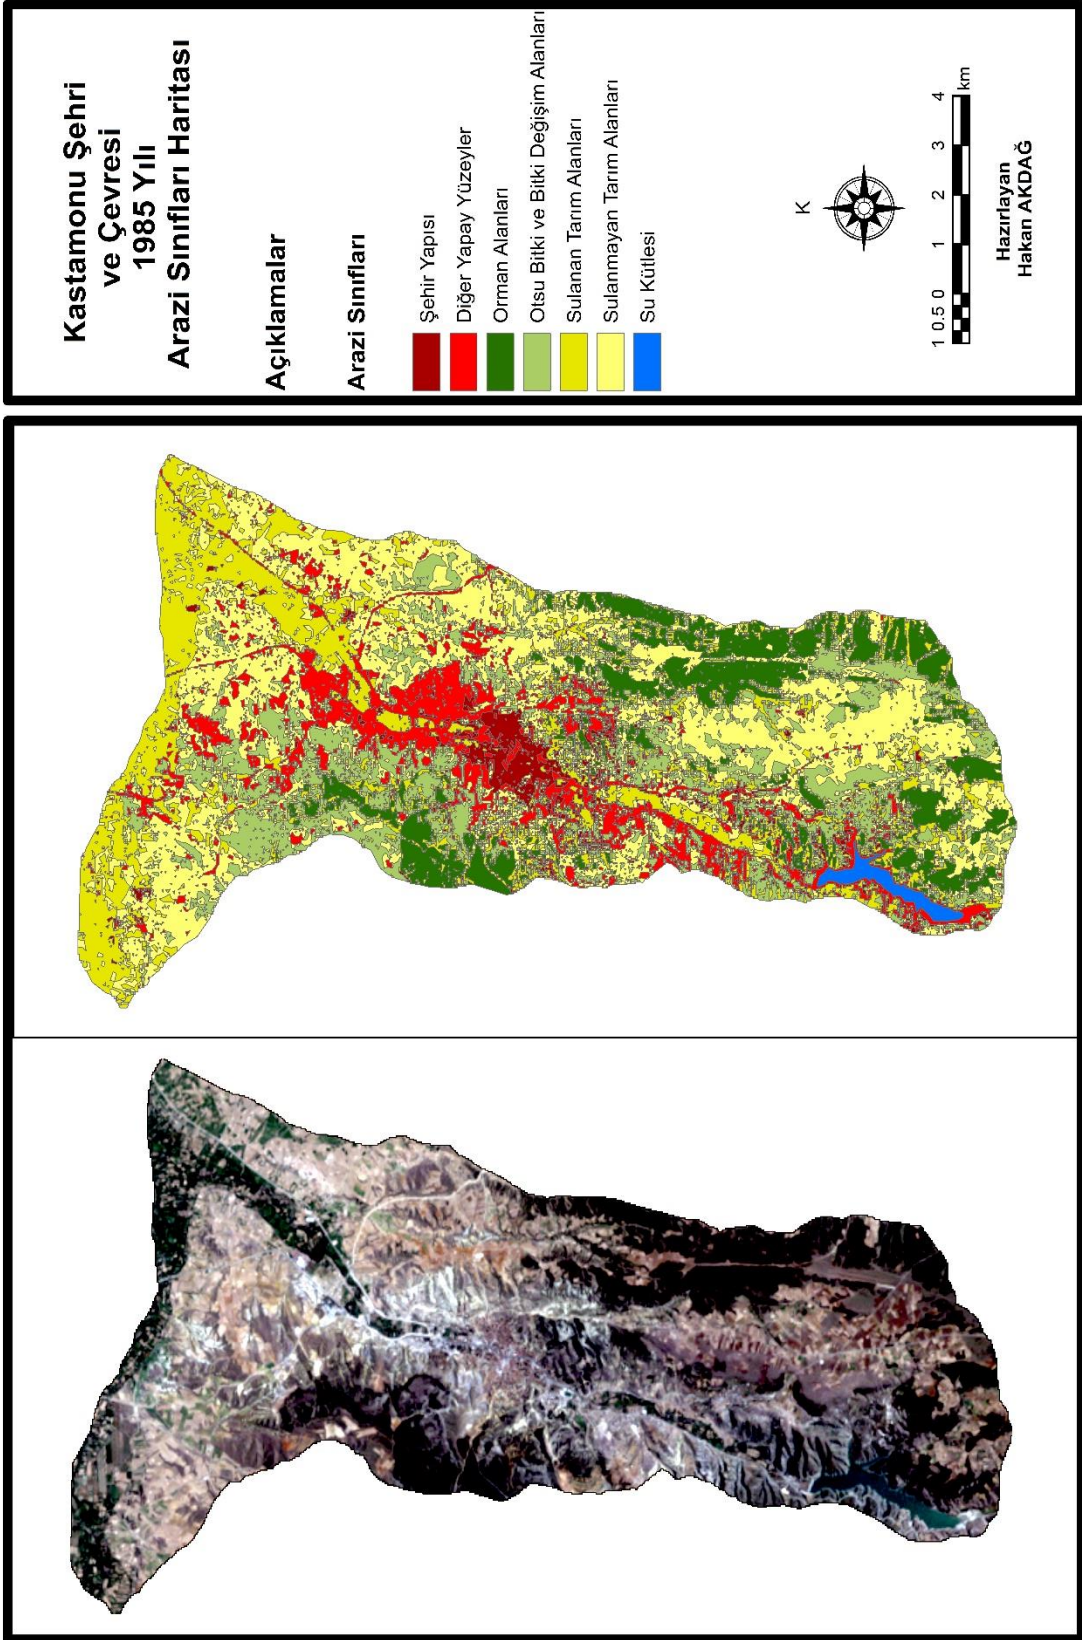 Kastamonu Şehri
ve Çevresi
1985 Yılı
Arazi Sınıfları Haritası
Açıklamalar
Arazi Sınıfları
Şehir Yapısı
Diğer Yapay Yüzeyler
Orman Alanları
Otsu Bitki ve Bitki Değişim Alanları
Sulanan Tarım Alanları
Sulanmayan Tarım Alanları
Su Kütlesi
K
1 0.5 0 1 2 3 4
km
Hazırlayan
Hakan AKDAĞ